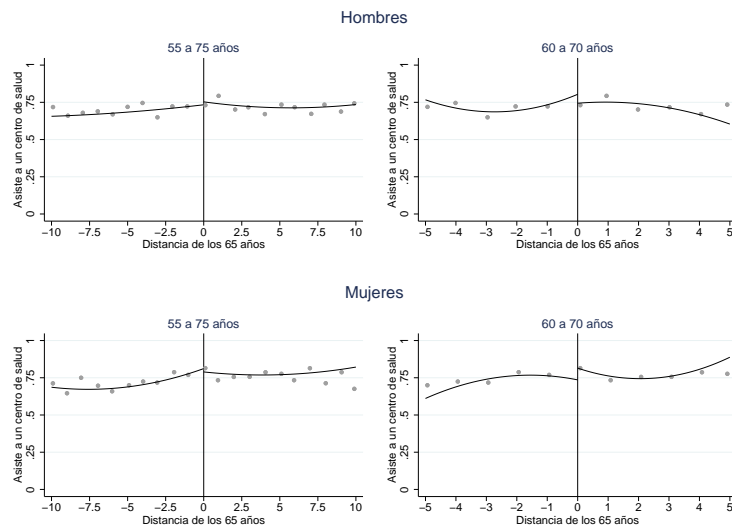 Hombres
55 a 75 años
Asiste a un centro de salud
0 .25 .5 .75 1
−10 −7.5 −5 −2.5 0 2.5 5 7.5 10
Distancia de los 65 años
60 a 70 años
Asiste a un centro de salud
0 .25 .5 .75 1
−5 −4 −3 −2 −1 0 1 2 3 4 5
Distancia de los 65 años
Mujeres
55 a 75 años
Asiste a un centro de salud
0 .25 .5 .75 1
−10 −7.5 −5 −2.5 0 2.5 5 7.5 10
Distancia de los 65 años
60 a 70 años
Asiste a un centro de salud
0 .25 .5 .75 1
−5 −4 −3 −2 −1 0 1 2 3 4 5
Distancia de los 65 años